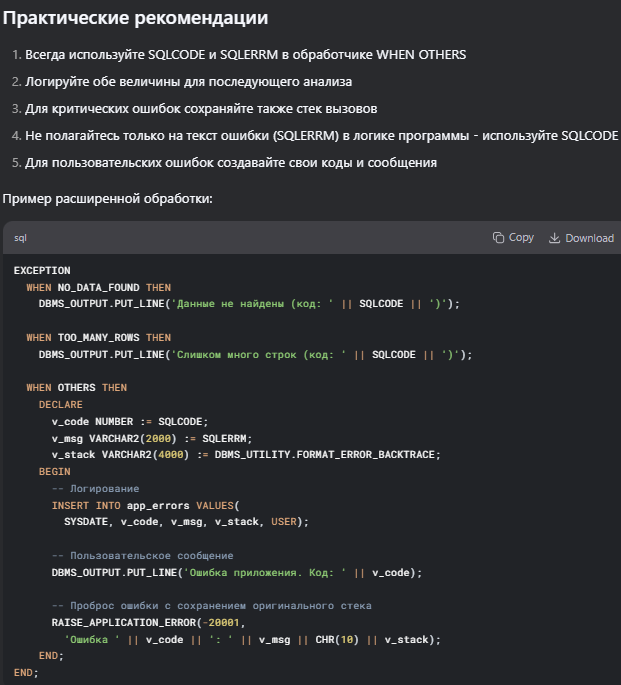 Практические рекомендации
1. Всегда используйте SQLCODE и SQLERRM в обработчике WHEN OTHERS
2. Логируйте обе величины для последующего анализа
3. Для критических ошибок сохраняйте также стек вызовов
4. Не полагайтесь только на текст ошибки (SQLERRM) в логике программы - используйте SQLCODE
5. Для пользовательских ошибок создавайте свои коды и сообщения
Пример расширенной обработки:
sql Copy Download
EXCEPTION
  WHEN NO_DATA_FOUND THEN
    DBMS_OUTPUT.PUT_LINE('Данные не найдены (код: ' || SQLCODE || ')');

  WHEN TOO_MANY_ROWS THEN
    DBMS_OUTPUT.PUT_LINE('Слишком много строк (код: ' || SQLCODE || ')');

  WHEN OTHERS THEN
    DECLARE
      v_code NUMBER := SQLCODE;
      v_msg VARCHAR2(2000) := SQLERRM;
      v_stack VARCHAR2(4000) := DBMS_UTILITY.FORMAT_ERROR_BACKTRACE;
    BEGIN
      -- Логирование
      INSERT INTO app_errors VALUES(
        SYSDATE, v_code, v_msg, v_stack, USER);

      -- Пользовательское сообщение
      DBMS_OUTPUT.PUT_LINE('Ошибка приложения. Код: ' || v_code);

      -- Проброс ошибки с сохранением оригинального стека
      RAISE_APPLICATION_ERROR(-20001,
        'Ошибка ' || v_code || ': ' || v_msg || CHR(10) || v_stack);
    END;
END;